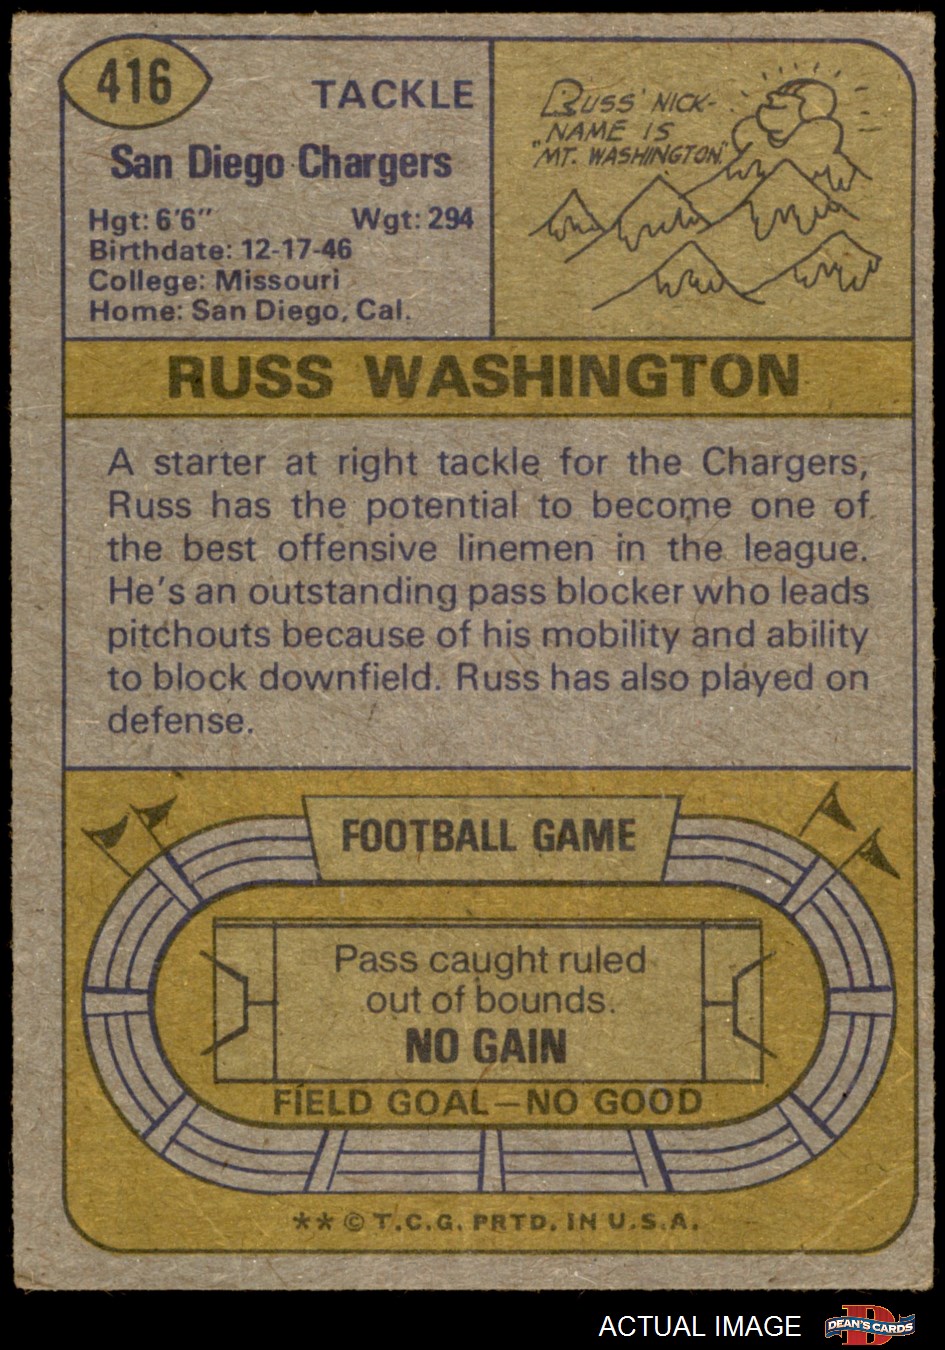 416
TACKLE
San Diego Chargers
Hgt: 6'6" Wgt: 294
Birthdate: 12-17-46
College: Missouri
Home: San Diego, Cal.
RUSS' NICK-
NAME IS
"MT. WASHINGTON."
RUSS WASHINGTON
A starter at right tackle for the Chargers,
Russ has the potential to become one of
the best offensive linemen in the league.
He's an outstanding pass blocker who leads
pitchouts because of his mobility and ability
to block downfield. Russ has also played on
defense.
FOOTBALL GAME
Pass caught ruled
out of bounds.
NO GAIN
FIELD GOAL—NO GOOD
** © T.C.G. PRTD. IN U.S.A.
ACTUAL IMAGE
D
DEAN'S CARDS